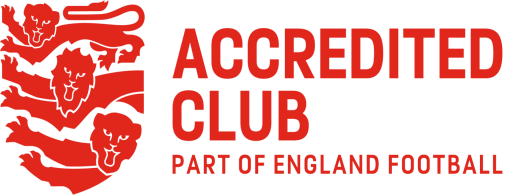 ACCREDITED
CLUB
PART OF ENGLAND FOOTBALL